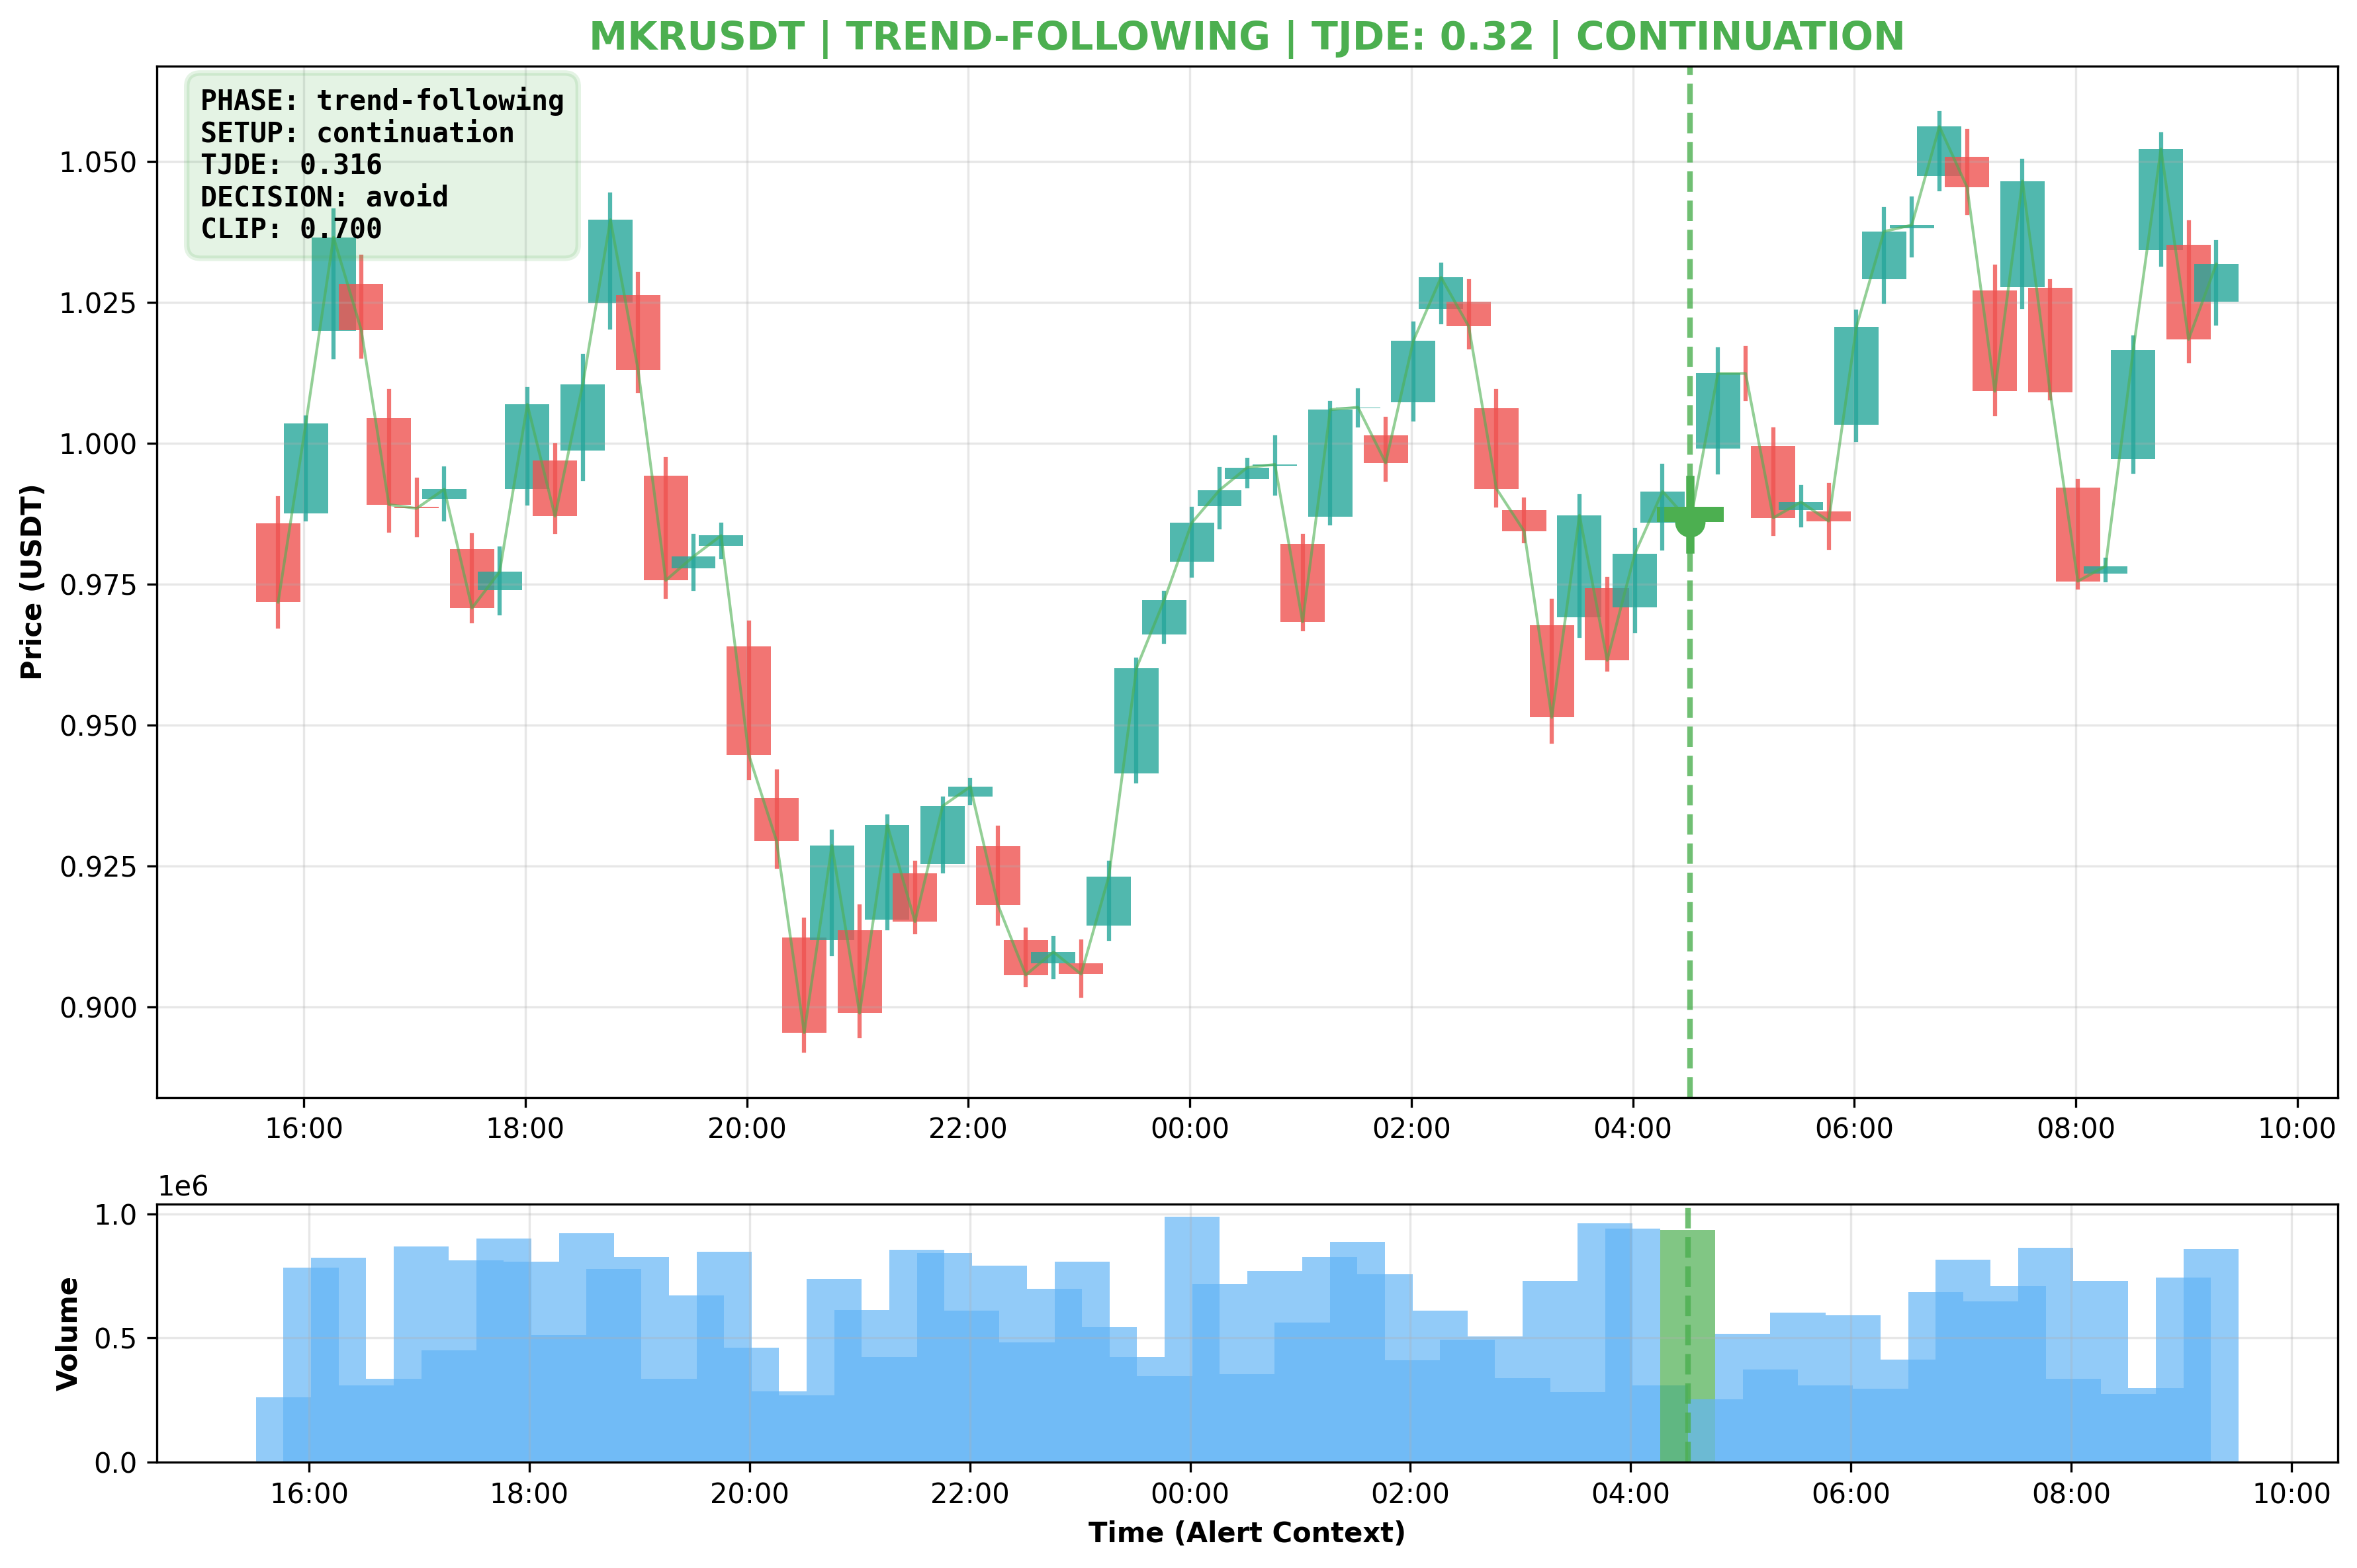 MKRUSDT | TREND-FOLLOWING | TJDE: 0.32 | CONTINUATION
PHASE: trend-following
SETUP: continuation
TJDE: 0.316
DECISION: avoid
CLIP: 0.700
Price (USDT)
1.050
1.025
1.000
0.975
0.950
0.925
0.900
16:00 18:00 20:00 22:00 00:00 02:00 04:00 06:00 08:00 10:00
1e6
Volume
1.0
0.5
0.0
16:00 18:00 20:00 22:00 00:00 02:00 04:00 06:00 08:00 10:00
Time (Alert Context)